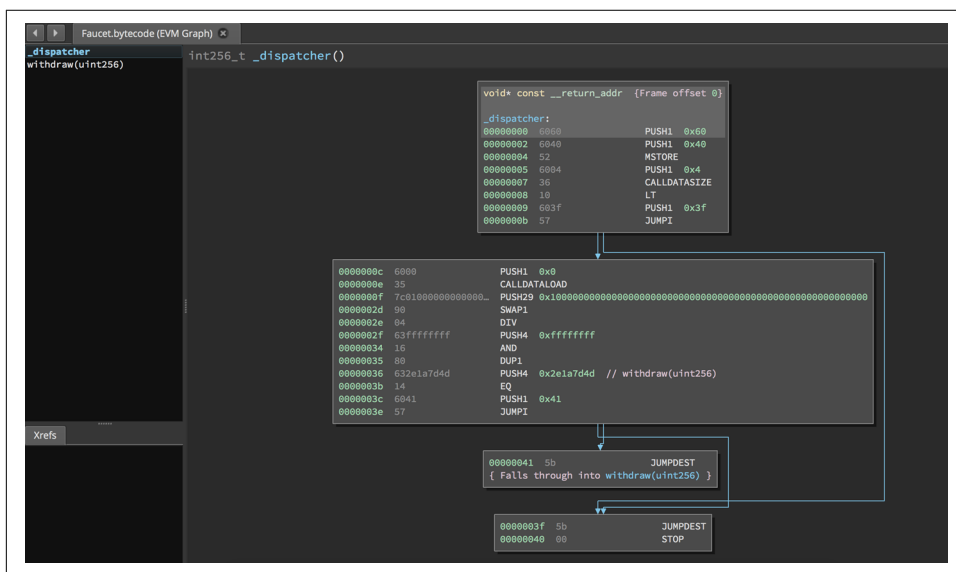 Faucet.bytecode (EVM Graph)
_dispatcher
withdraw(uint256)
int256_t _dispatcher()
void* const __return_addr {Frame offset 0}
_dispatcher:
00000000 6060 PUSH1 0x60
00000002 6040 PUSH1 0x40
00000004 52 MSTORE
00000005 6004 PUSH1 0x4
00000007 36 CALLDATASIZE
00000008 10 LT
00000009 603f PUSH1 0x3f
0000000b 57 JUMPI
0000000c 6000 PUSH1 0x0
0000000e 35 CALLDATALOAD
0000000f 7c01000000000000… PUSH29 0x100000000000000000000000000000000000000000000000000000000
0000002d 90 SWAP1
0000002e 04 DIV
0000002f 63ffffffff PUSH4 0xffffffff
00000034 16 AND
00000035 80 DUP1
00000036 632e1a7d4d PUSH4 0x2e1a7d4d // withdraw(uint256)
0000003b 14 EQ
0000003c 6041 PUSH1 0x41
0000003e 57 JUMPI
Xrefs
00000041 5b JUMPDEST
{ Falls through into withdraw(uint256) }
0000003f 5b JUMPDEST
00000040 00 STOP